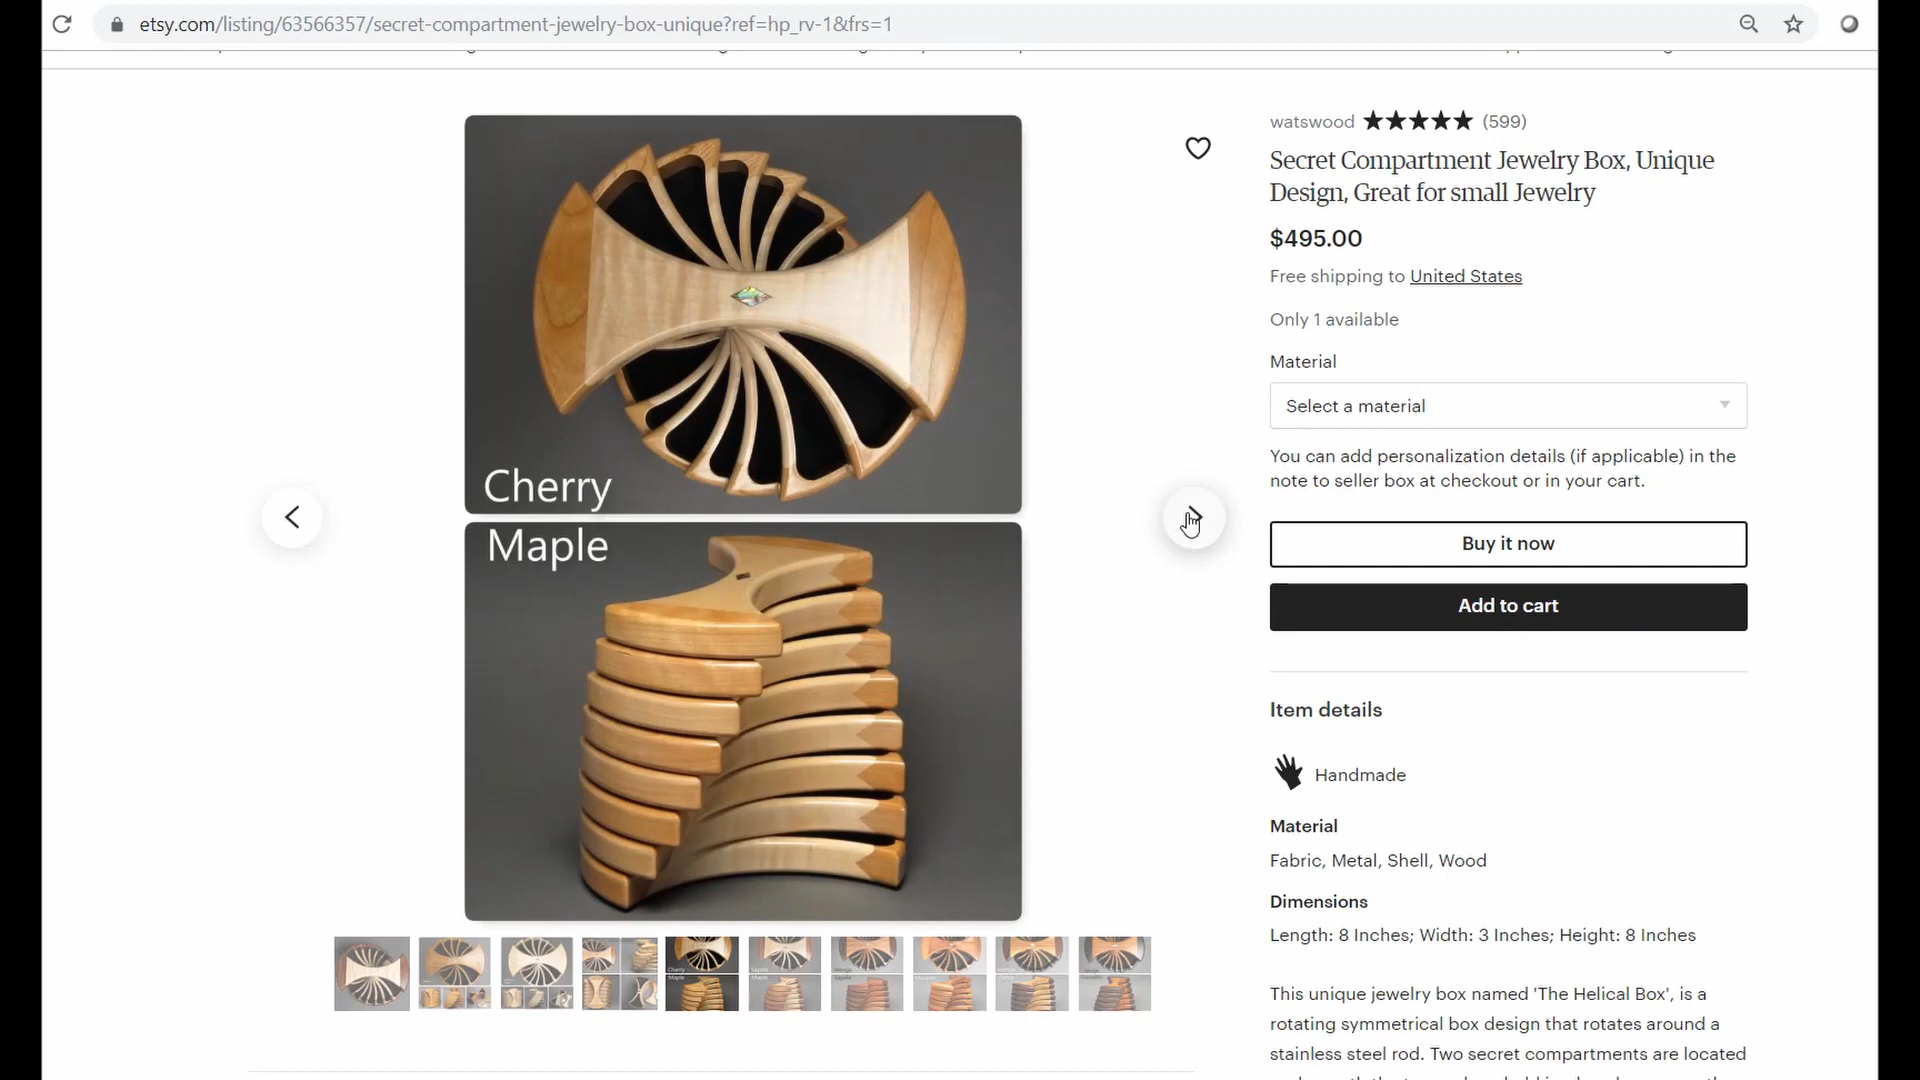 etsy.com/listing/63566357/secret-compartment-jewelry-box-unique?ref=hp_rv-1&frs=1
watswood ★★★★★ (599)
Secret Compartment Jewelry Box, Unique
Design, Great for small Jewelry
$495.00
Free shipping to United States
Only 1 available
Material
Select a material
You can add personalization details (if applicable) in the
note to seller box at checkout or in your cart.
Buy it now
Add to cart
Item details
Handmade
Material
Fabric, Metal, Shell, Wood
Dimensions
Length: 8 Inches; Width: 3 Inches; Height: 8 Inches
This unique jewelry box named 'The Helical Box', is a
rotating symmetrical box design that rotates around a
stainless steel rod. Two secret compartments are located
Cherry
Maple